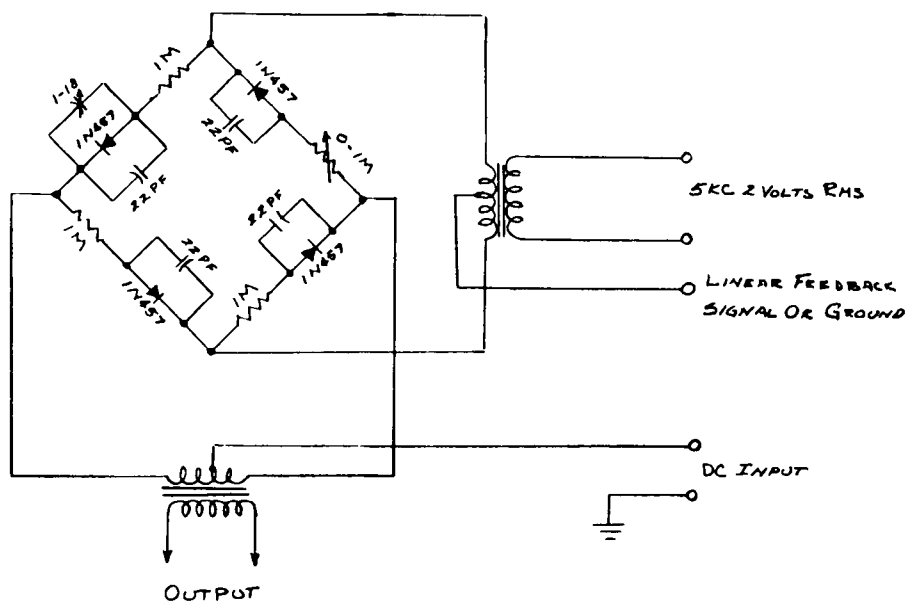 1M
1N457
1-18
1N457
22PF
0-1M
22PF
5KC 2 VOLTS RMS
22PF
1M
22PF
1N457
1N457
1M
LINEAR FEEDBACK
SIGNAL OR GROUND
DC INPUT
OUTPUT